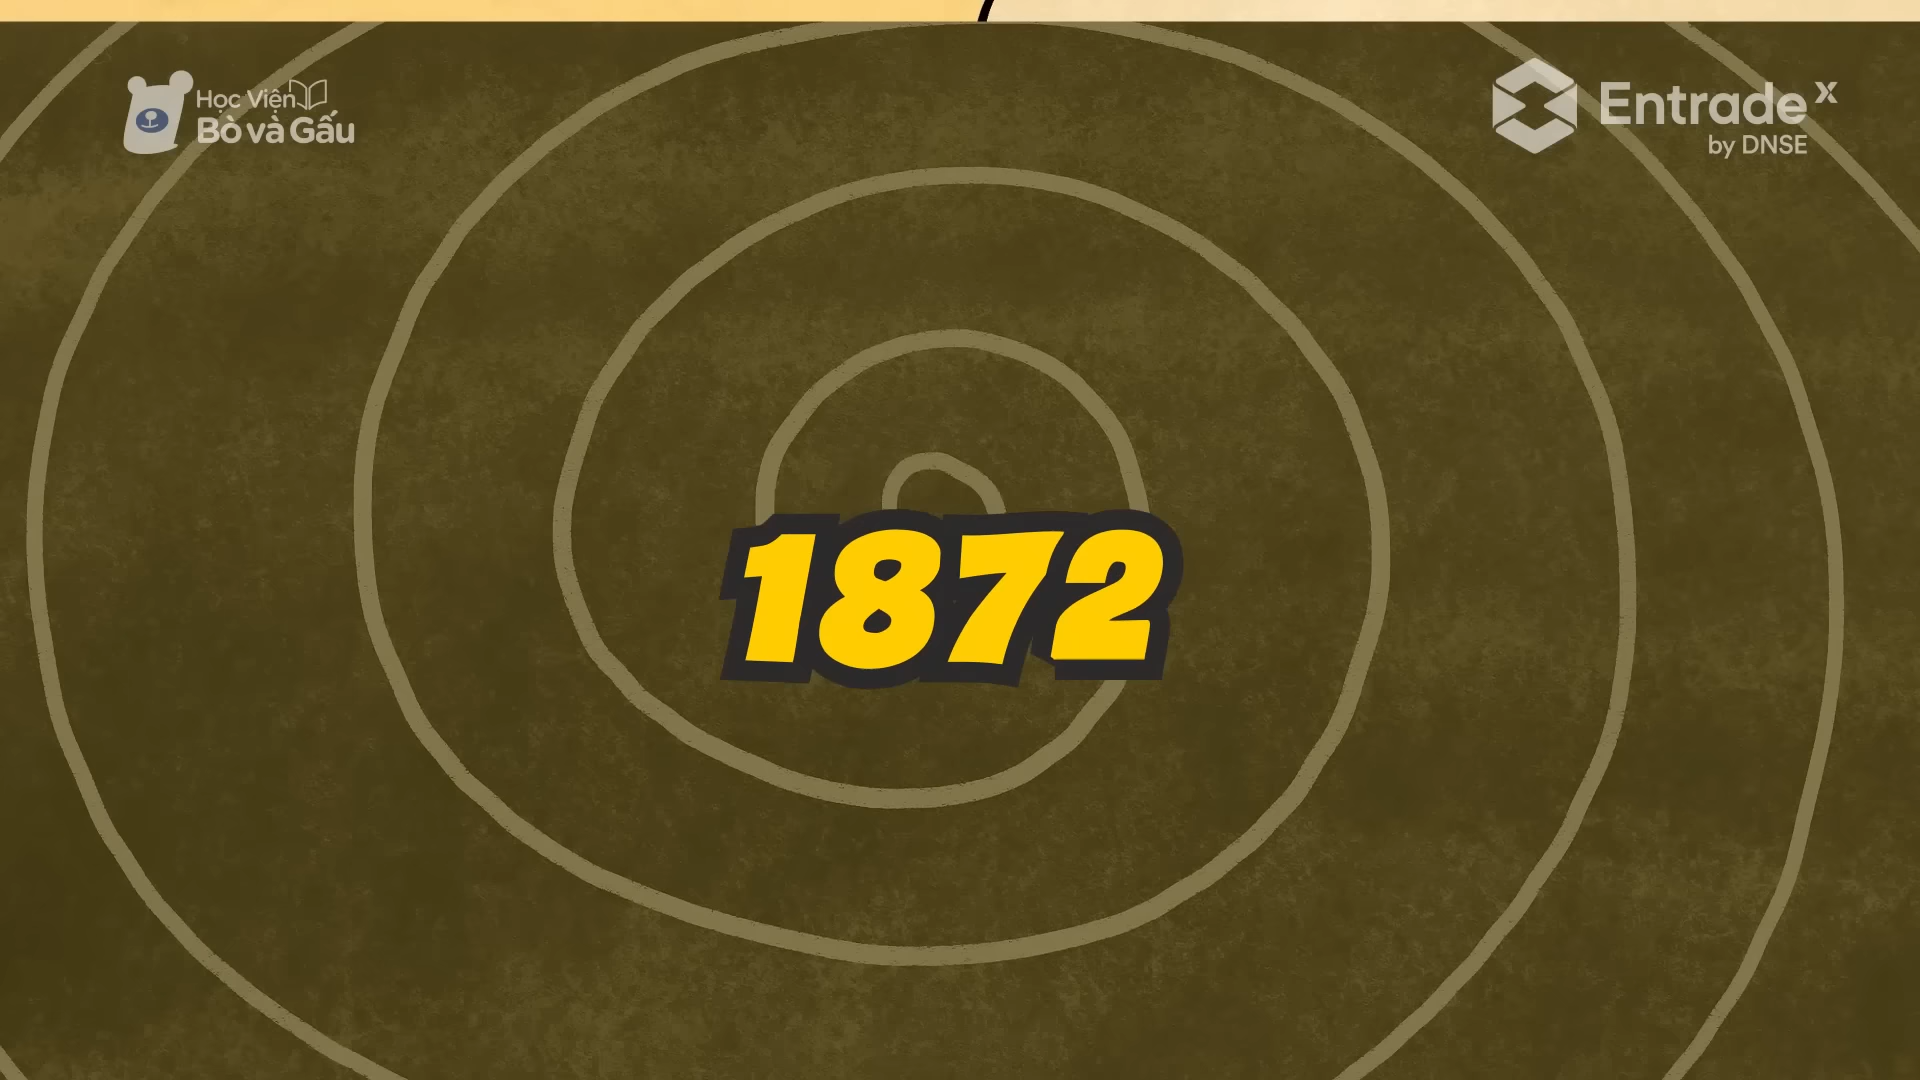 Học Viện
Bò và Gấu
Entrade x
by DNSE
1872